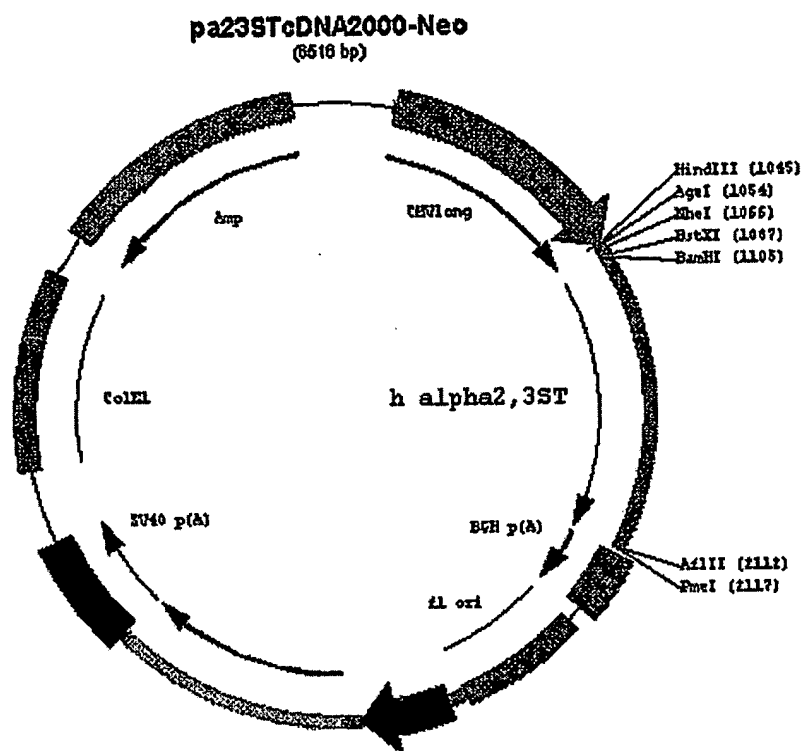 pa23STcDNA2000-Neo
(6516 bp)
HindIII (1045)
AgeI (1054)
NheI (1066)
BstXI (1087)
BamHI (1105)
Amp
CMVlong
ColE1
h alpha2,3ST
SV40 p(A)
BGH p(A)
AflII (2112)
PmeI (2117)
f1 ori